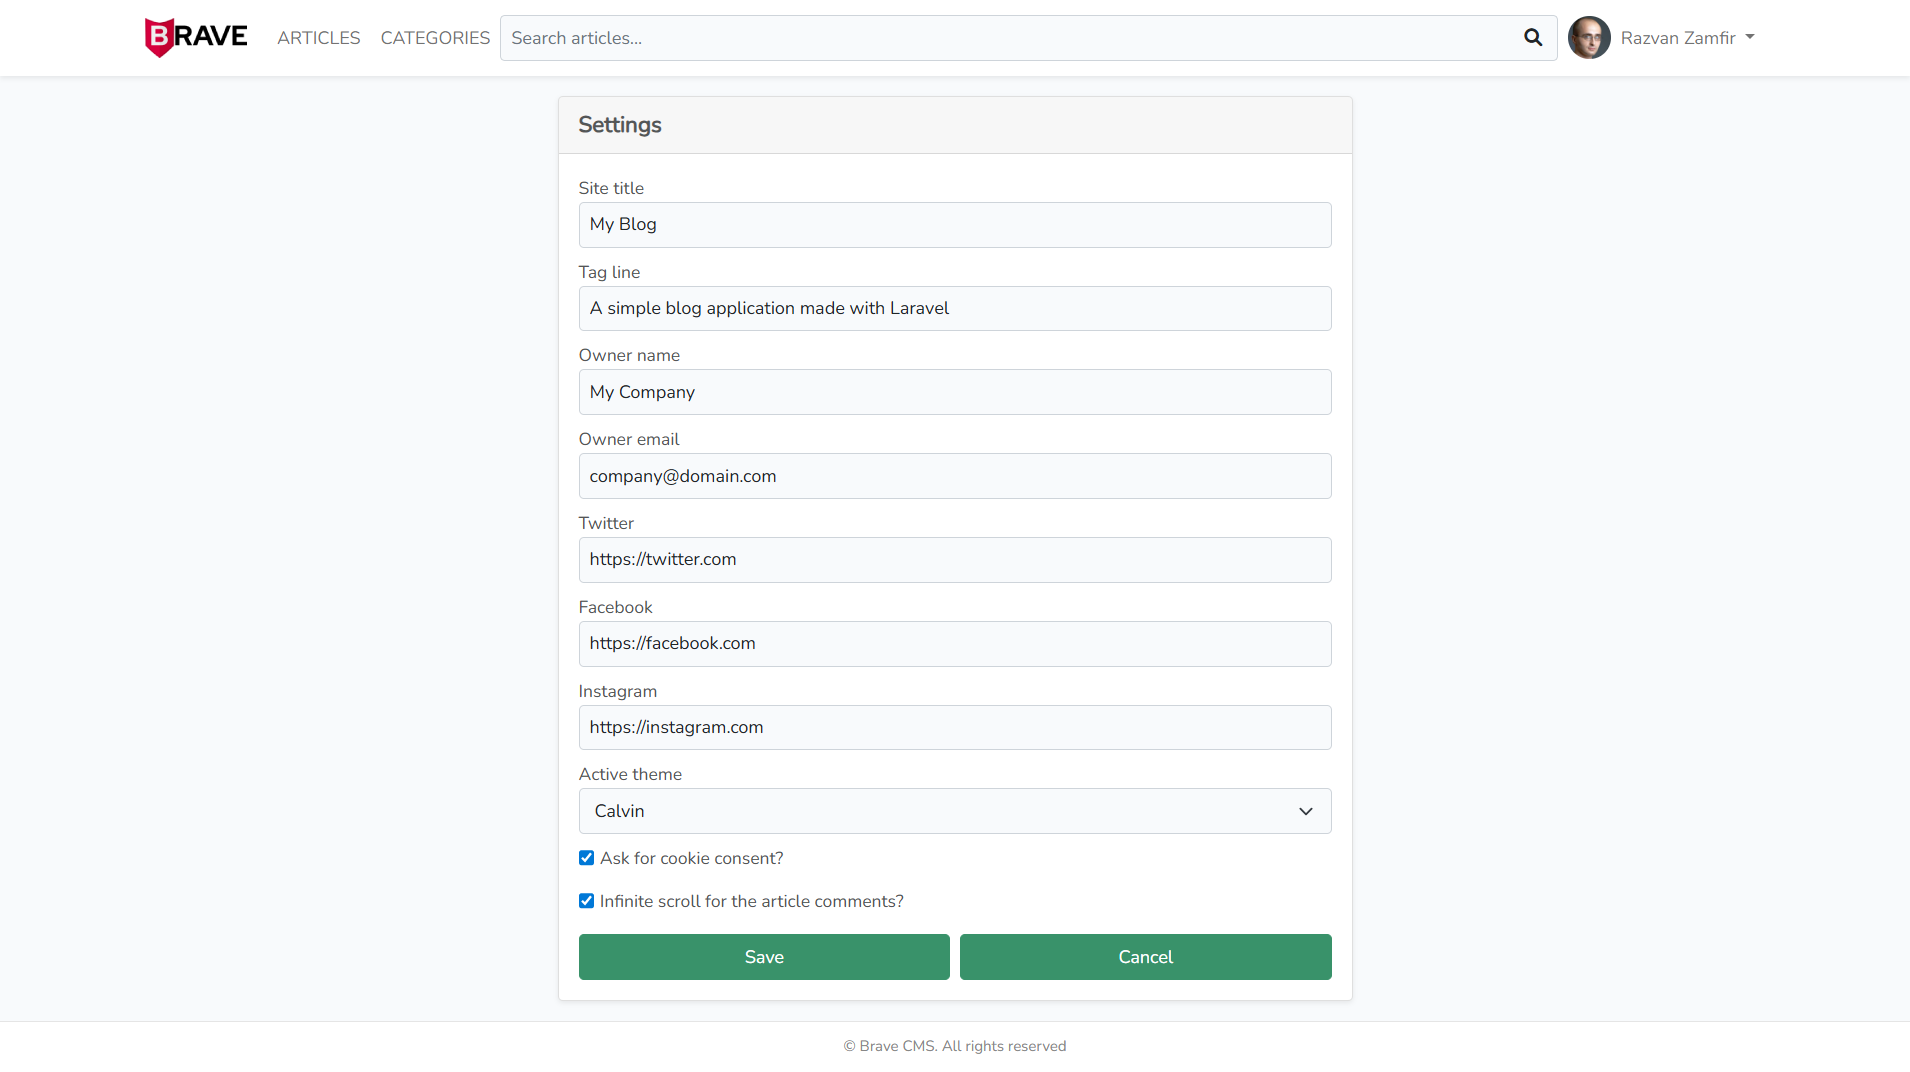 BRAVE
ARTICLES
CATEGORIES
Search articles...
Razvan Zamfir
Settings
Site title
My Blog
Tag line
A simple blog application made with Laravel
Owner name
My Company
Owner email
company@domain.com
Twitter
https://twitter.com
Facebook
https://facebook.com
Instagram
https://instagram.com
Active theme
Calvin
Ask for cookie consent?
Infinite scroll for the article comments?
Save
Cancel
© Brave CMS. All rights reserved